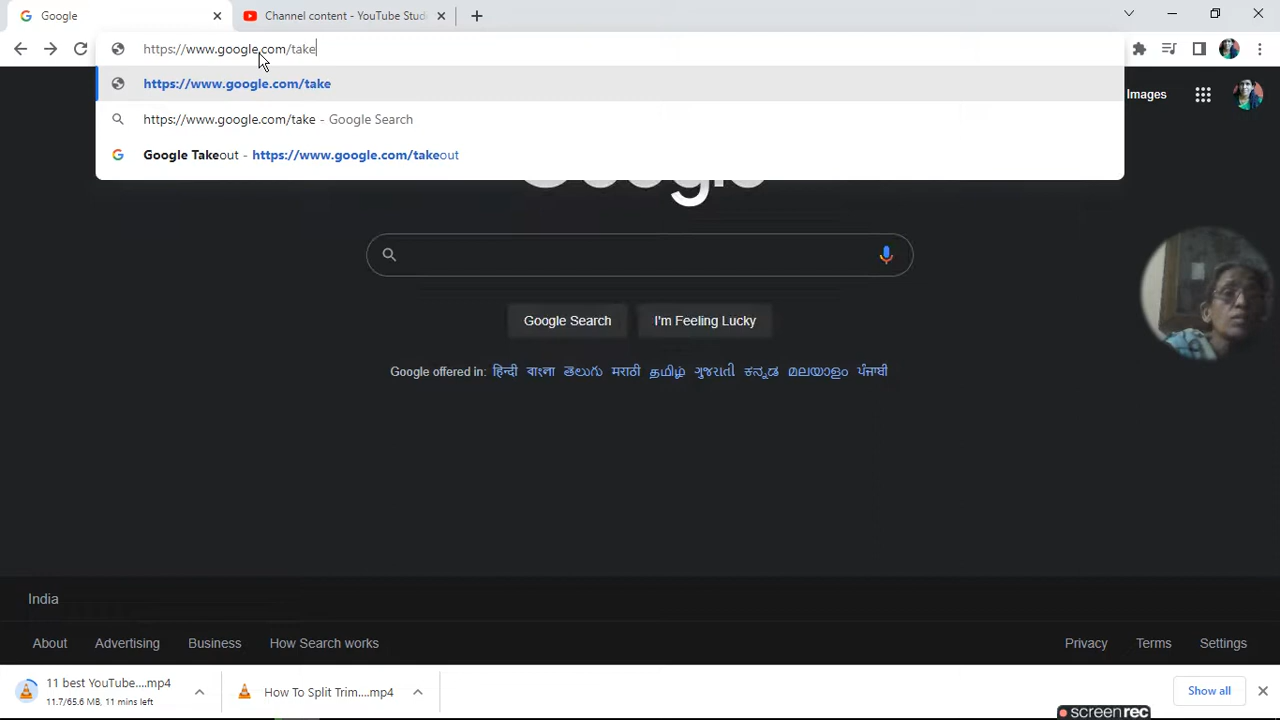 Google
Channel content - YouTube Stud
https://www.google.com/take
https://www.google.com/take
https://www.google.com/take - Google Search
Google Takeout - https://www.google.com/takeout
Images
Google
Google Search
I'm Feeling Lucky
Google offered in: हिन्दी বাংলা తెలుగు मराठी தமிழ் ગુજરાતી ಕನ್ನಡ മലയാളം ਪੰਜਾਬੀ
India
About
Advertising
Business
How Search works
Privacy
Terms
Settings
11 best YouTube....mp4
11.7/65.6 MB, 11 mins left
How To Split Trim....mp4
Show all
screenrec